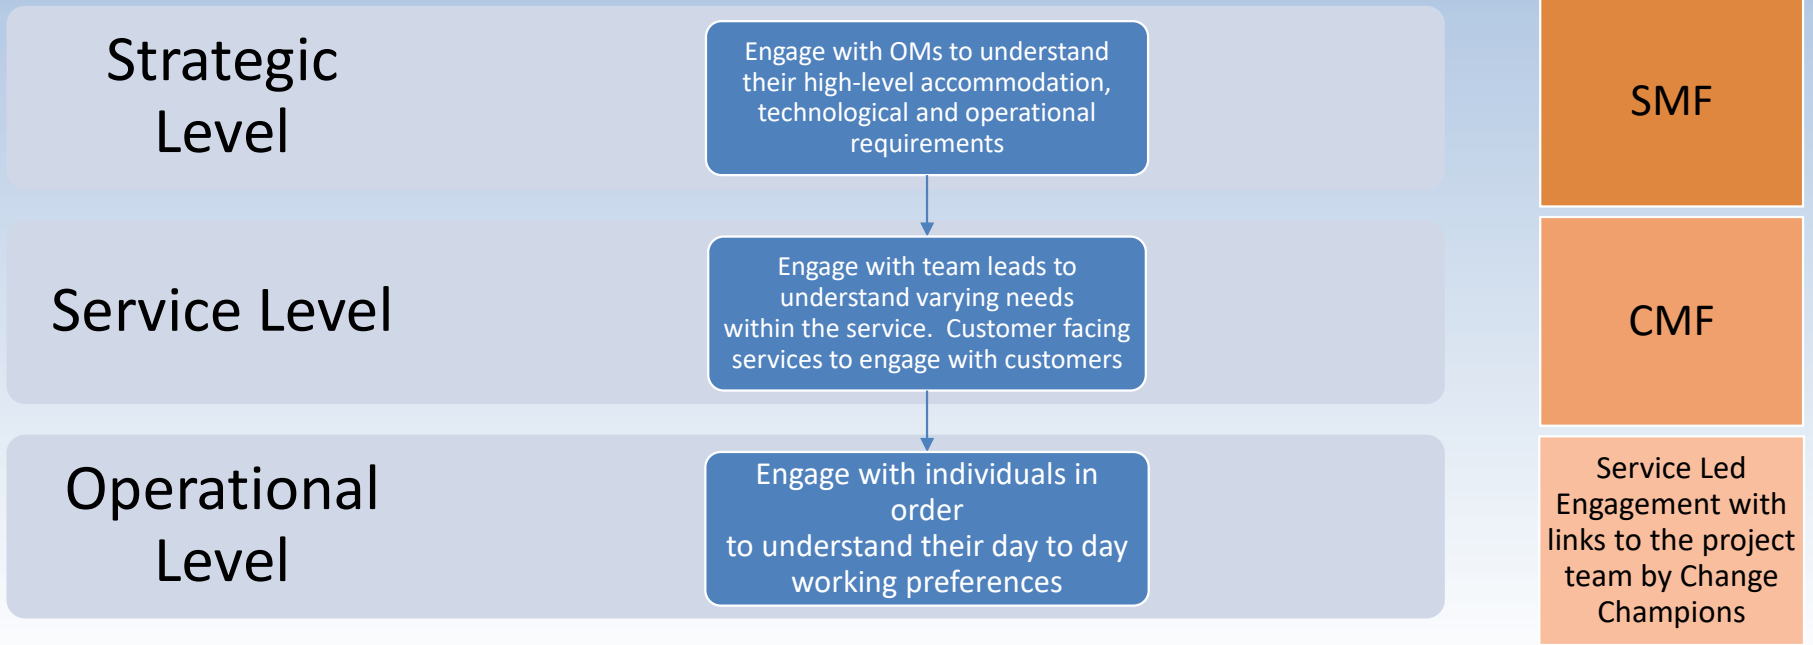 Strategic
Level
Engage with OMs to understand
their high-level accommodation,
technological and operational
requirements
SMF
Service Level
Engage with team leads to
understand varying needs
within the service.  Customer facing
services to engage with customers
CMF
Operational
Level
Engage with individuals in
order
to understand their day to day
working preferences
Service Led
Engagement with
links to the project
team by Change
Champions